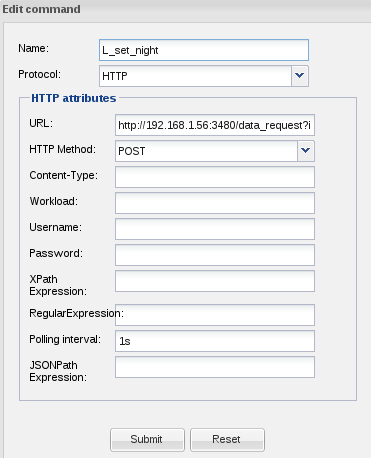 Edit command
Name: L_set_night
Protocol: HTTP
HTTP attributes
URL: http://192.168.1.56:3480/data_request?i
HTTP Method: POST
Content-Type:
Workload:
Username:
Password:
XPath
Expression:
RegularExpression:
Polling interval: 1s
JSONPath
Expression:
Submit Reset